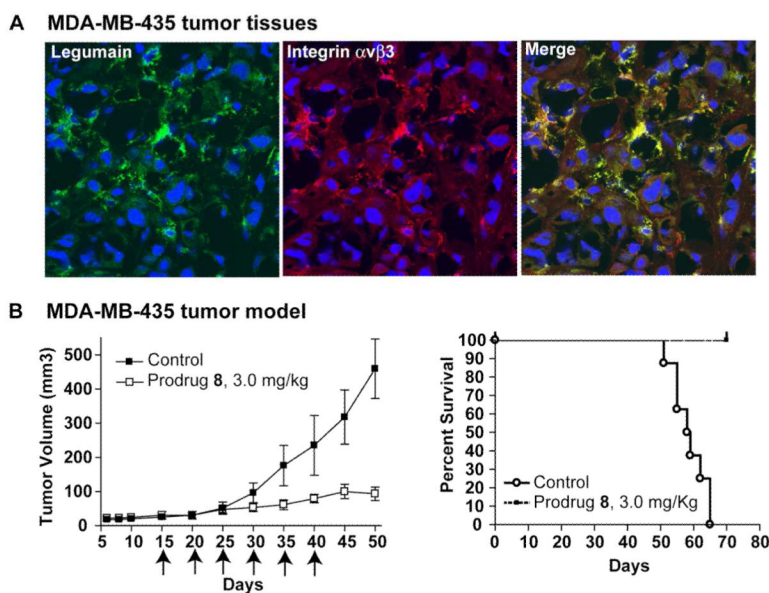 A MDA-MB-435 tumor tissues
Legumain
Integrin αvβ3
Merge
B MDA-MB-435 tumor model
Tumor Volume (mm3)
500
400
300
200
100
0
Control
Prodrug 8, 3.0 mg/kg
5 10 15 20 25 30 35 40 45 50
Days
Percent Survival
100
90
80
70
60
50
40
30
20
10
0
Control
Prodrug 8, 3.0 mg/Kg
0 10 20 30 40 50 60 70 80
Days